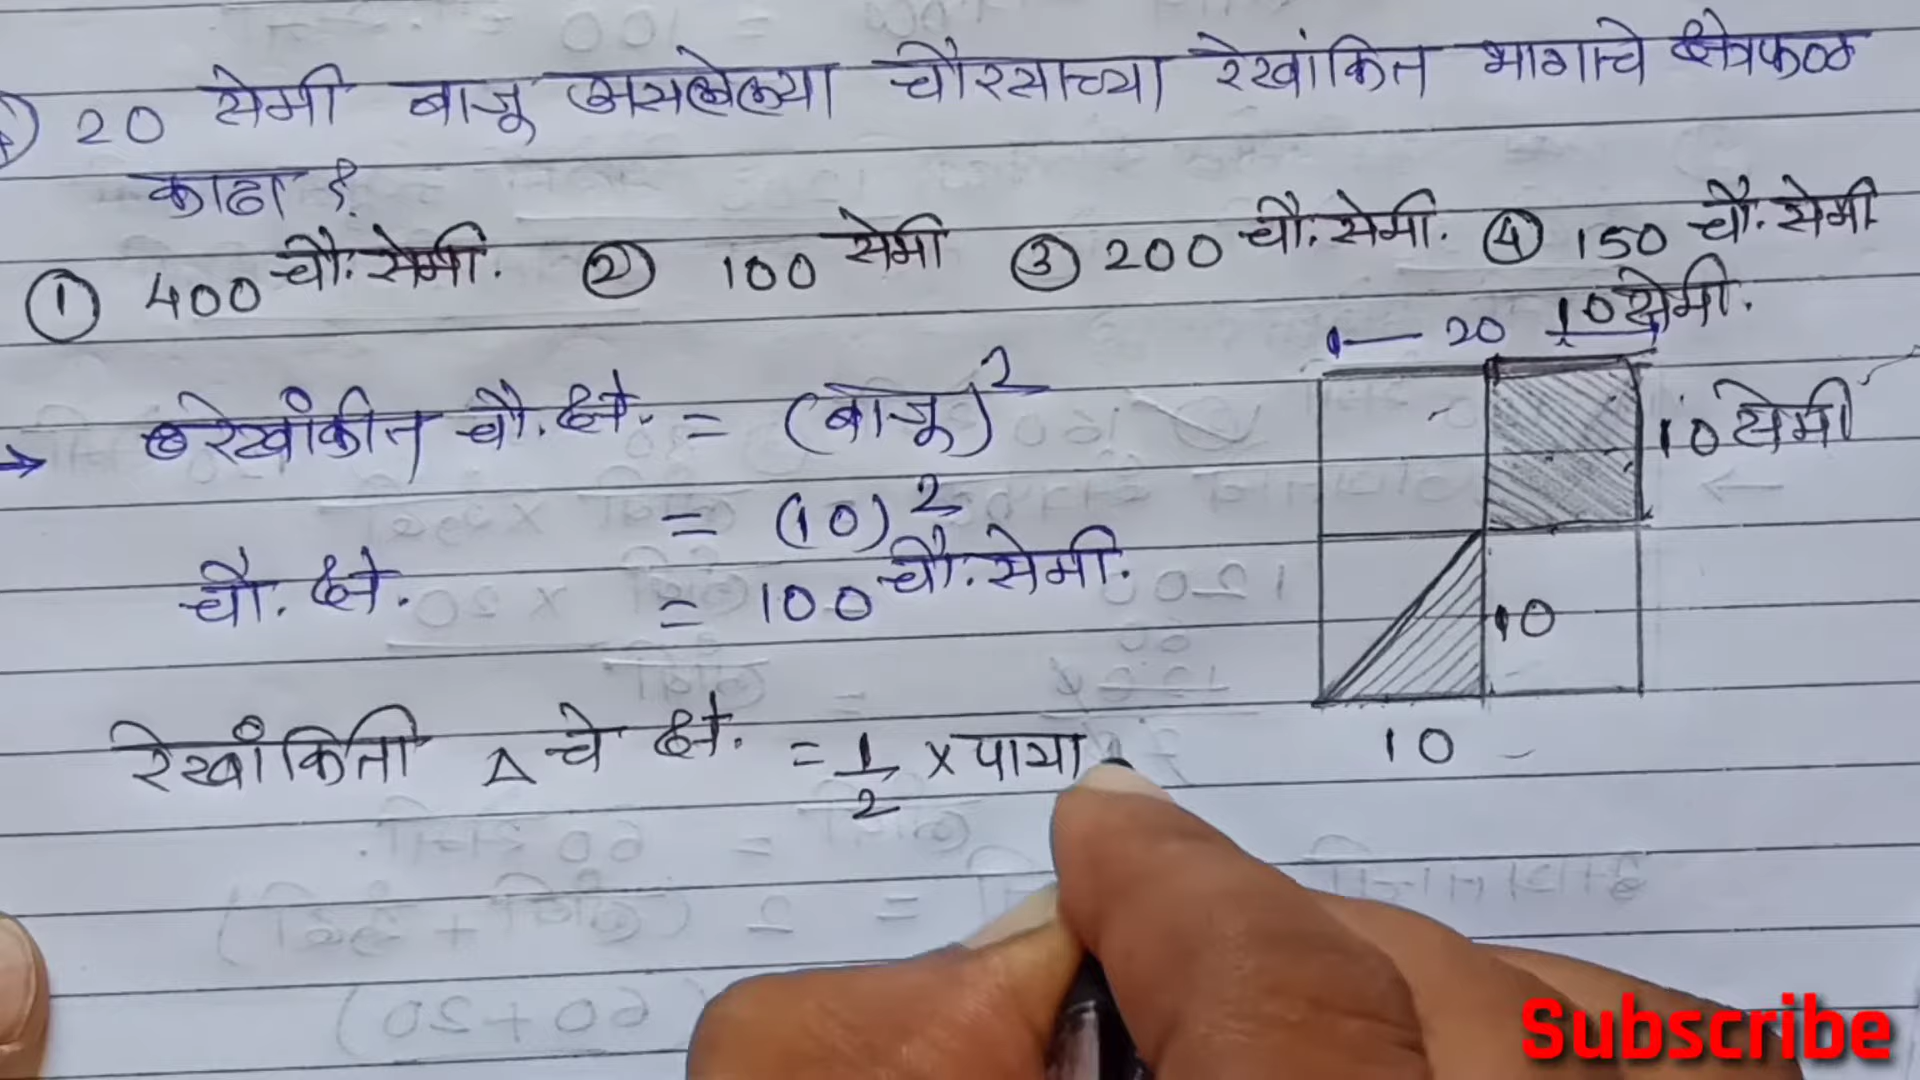 20 सेमी बाजू असलेल्या चौरसाच्या रेखांकित भागाचे क्षेत्रफळ
काढा ?
① 400 चौ. सेमी. ② 100 सेमी ③ 200 चौ. सेमी. ④ 150 चौ. सेमी
10 सेमी.
20
→ रेखांकीत चौ. क्षे. = (बाजू)²
10 सेमी
= (10)²
चौ. क्षे. = 100 चौ. सेमी.
10
रेखांकिती △ चे क्षे. = 1/2 × पाया
10
Subscribe